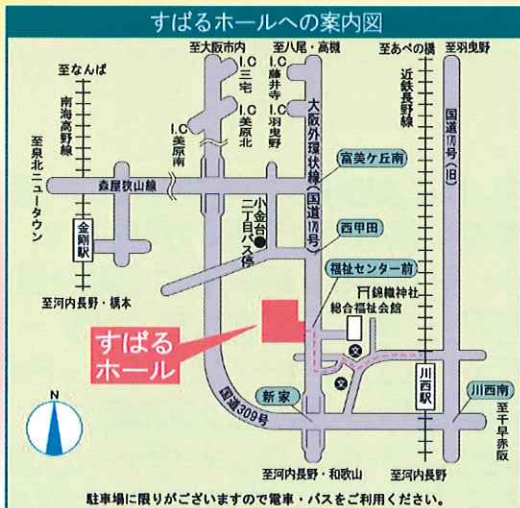 すばるホールへの案内図
至大阪市内
至八尾・高槻
至あべの橋
至羽曳野
至なんば
I.C三宅
I.C藤井寺
近鉄長野線
南海高野線
I.C美原北
I.C羽曳野
I.C美原南
大阪外環状線(国道170号)
国道170号(旧)
至泉北ニュータウン
森屋狭山線
富美ケ丘南
金剛駅
小金台二丁目バス停
西甲田
福祉センター前
錦織神社
総合福祉会館
至河内長野・橋本
すばる
ホール
文
文
川西駅
N
国道309号
新家
川西南
至千早赤阪
至河内長野・和歌山
至河内長野
駐車場に限りがございますので電車・バスをご利用ください。